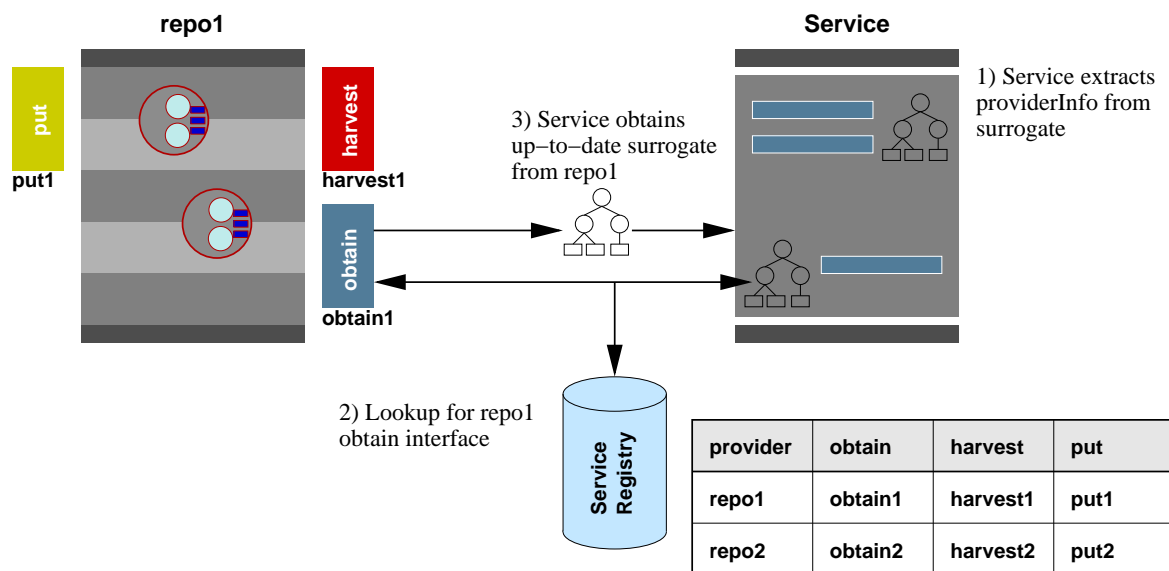 repo1
Service
put
put1
harvest
harvest1
obtain
obtain1
1) Service extracts
providerInfo from
surrogate
3) Service obtains
up−to−date surrogate
from repo1
2) Lookup for repo1
obtain interface
Service
Registry
provider obtain harvest put
repo1 obtain1 harvest1 put1
repo2 obtain2 harvest2 put2